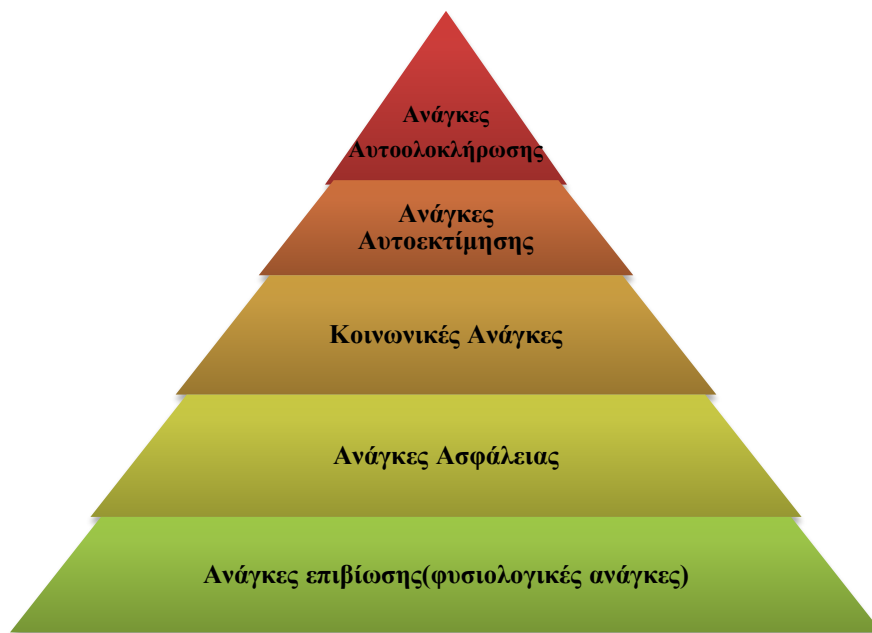 Ανάγκες
Αυτοολοκλήρωσης
Ανάγκες
Αυτοεκτίμησης
Κοινωνικές Ανάγκες
Ανάγκες Ασφάλειας
Ανάγκες επιβίωσης(φυσιολογικές ανάγκες)